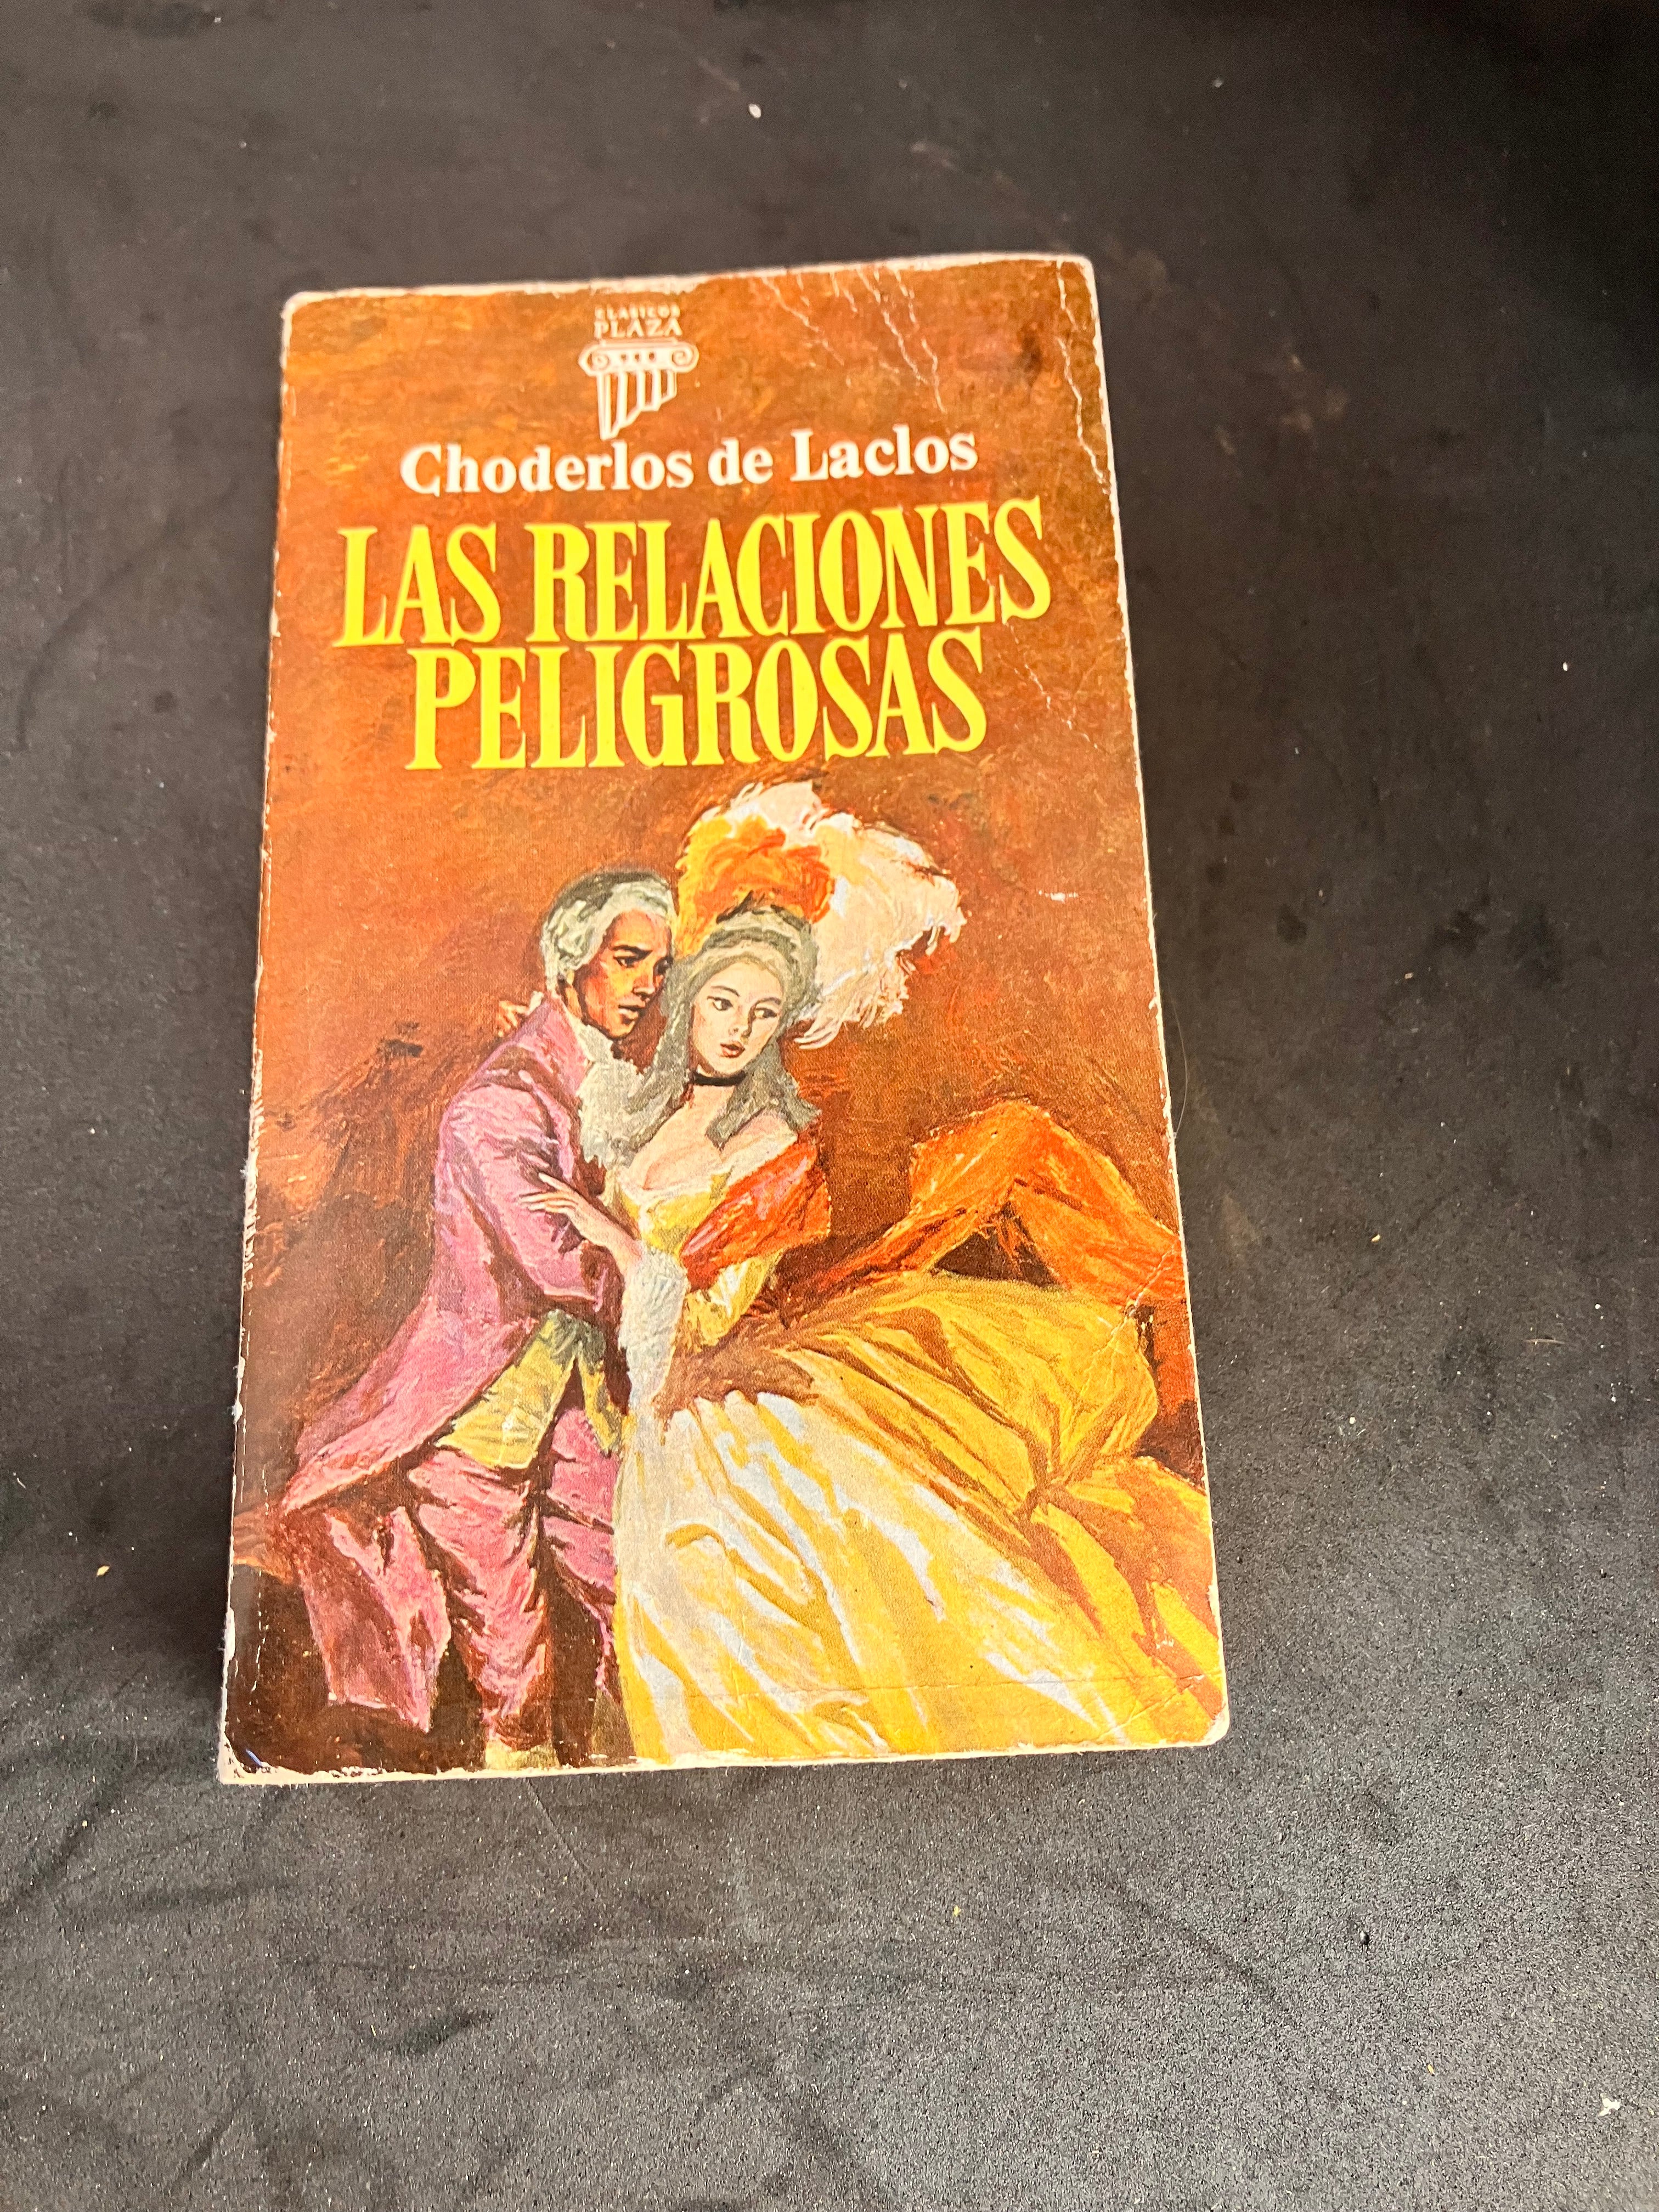 CLASICOS
PLAZA
Choderlos de Laclos
LAS RELACIONES
PELIGROSAS